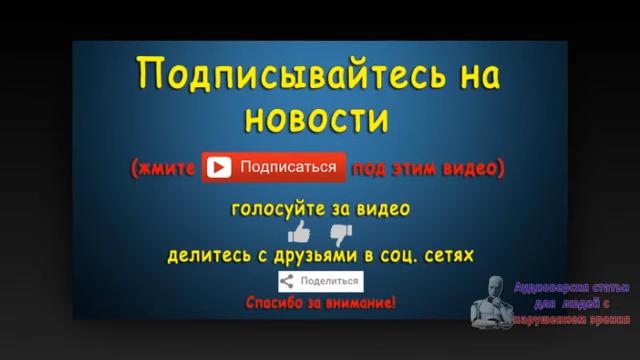 Подписывайтесь на
новости
(жмите Подписаться под этим видео)
голосуйте за видео
делитесь с друзьями в соц. сетях
Поделиться
Спасибо за внимание!
Аудиоверсия статьи
для людей с
нарушением зрения